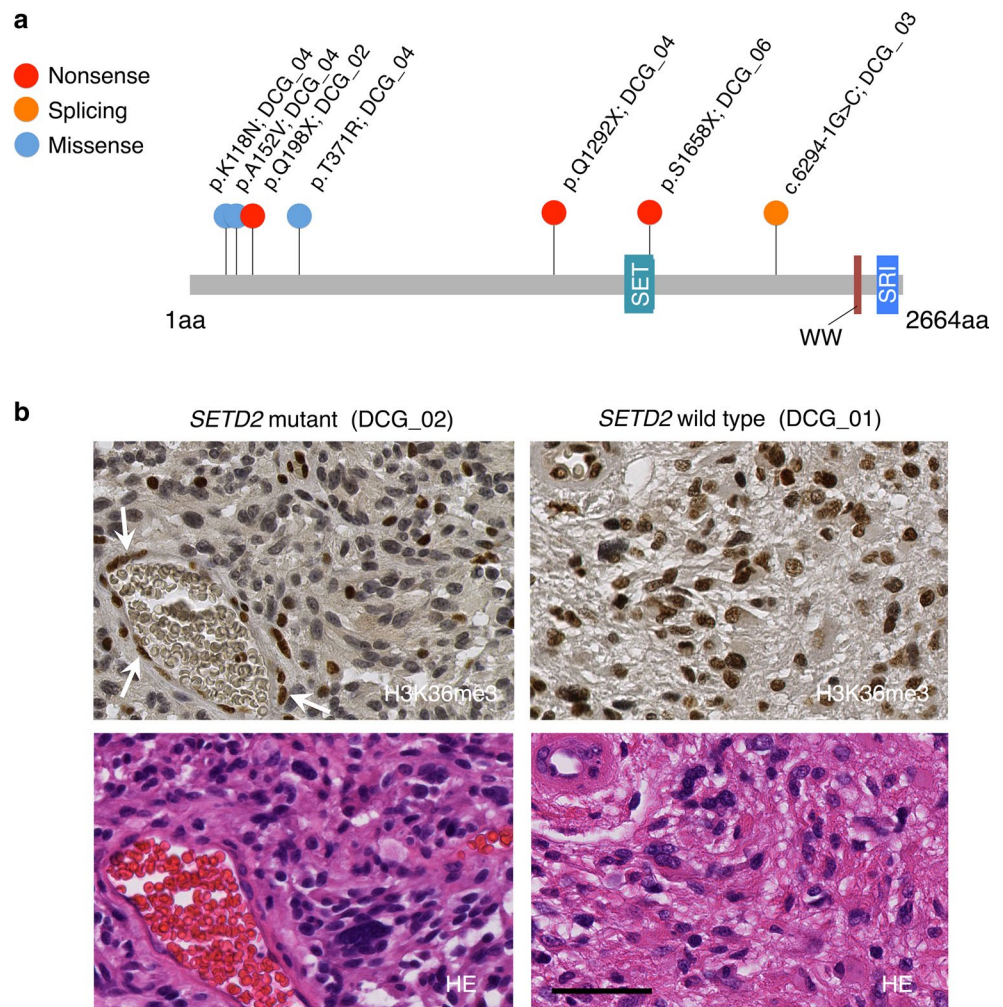 a
Nonsense
Splicing
Missense
p.K118N; DCG_04
p.A152V; DCG_04
p.Q198X; DCG_02
p.T371R; DCG_04
p.Q1292X; DCG_04
p.S1658X; DCG_06
c.6294-1G>C; DCG_03
SET
SRI
1aa
WW
2664aa
b
SETD2 mutant (DCG_02)
SETD2 wild type (DCG_01)
H3K36me3
H3K36me3
HE
HE